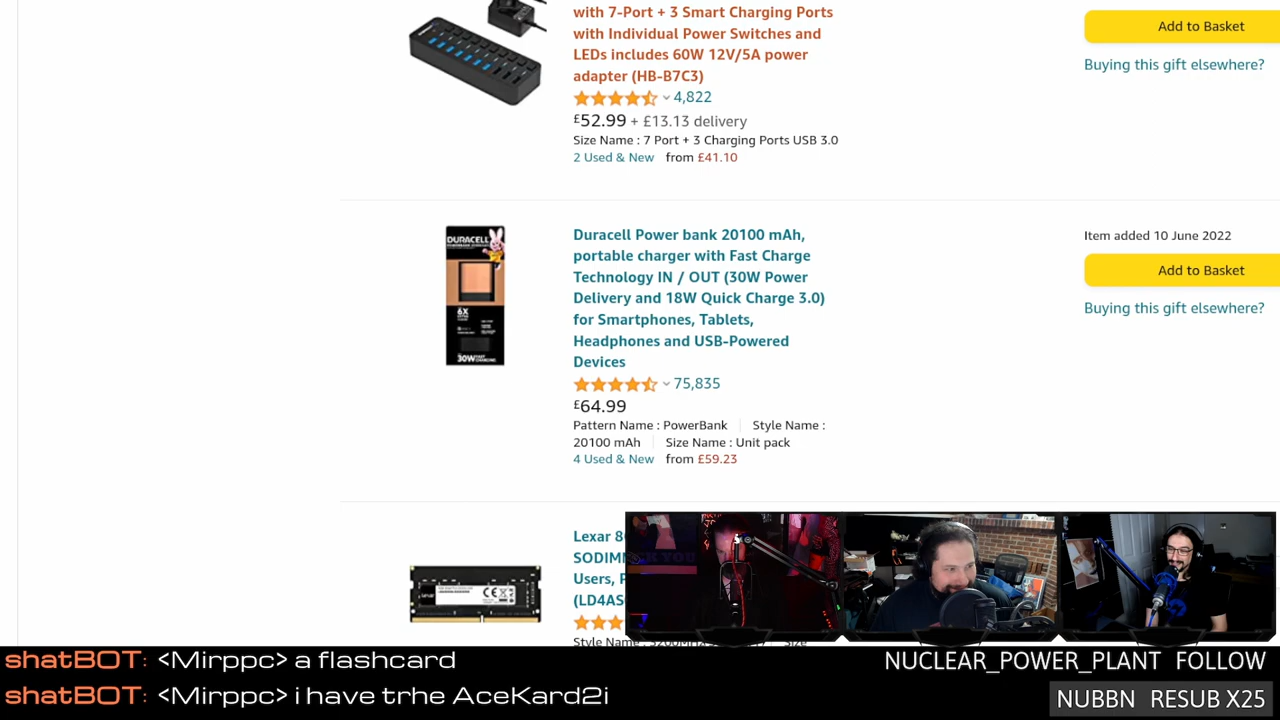 with 7-Port + 3 Smart Charging Ports
with Individual Power Switches and
LEDs includes 60W 12V/5A power
adapter (HB-B7C3)
4,822
£52.99 + £13.13 delivery
Size Name : 7 Port + 3 Charging Ports USB 3.0
2 Used & New from £41.10
Add to Basket
Buying this gift elsewhere?
DURACELL
6X
30W FAST CHARGING
Duracell Power bank 20100 mAh,
portable charger with Fast Charge
Technology IN / OUT (30W Power
Delivery and 18W Quick Charge 3.0)
for Smartphones, Tablets,
Headphones and USB-Powered
Devices
75,835
£64.99
Pattern Name : PowerBank Style Name :
20100 mAh Size Name : Unit pack
4 Used & New from £59.23
Item added 10 June 2022
Add to Basket
Buying this gift elsewhere?
Lexar 8
SODIM
Users, P
(LD4AS
Style Name
shatBOT: <Mirppc> a flashcard
shatBOT: <Mirppc> i have trhe AceKard2i
NUCLEAR_POWER_PLANT FOLLOW
NUBBN RESUB X25